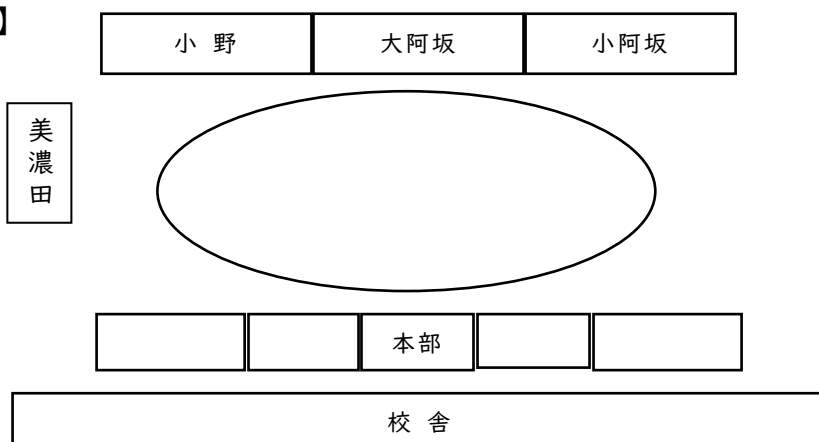 】
小 野
大阿坂
小阿坂
美濃田
本部
校 舎